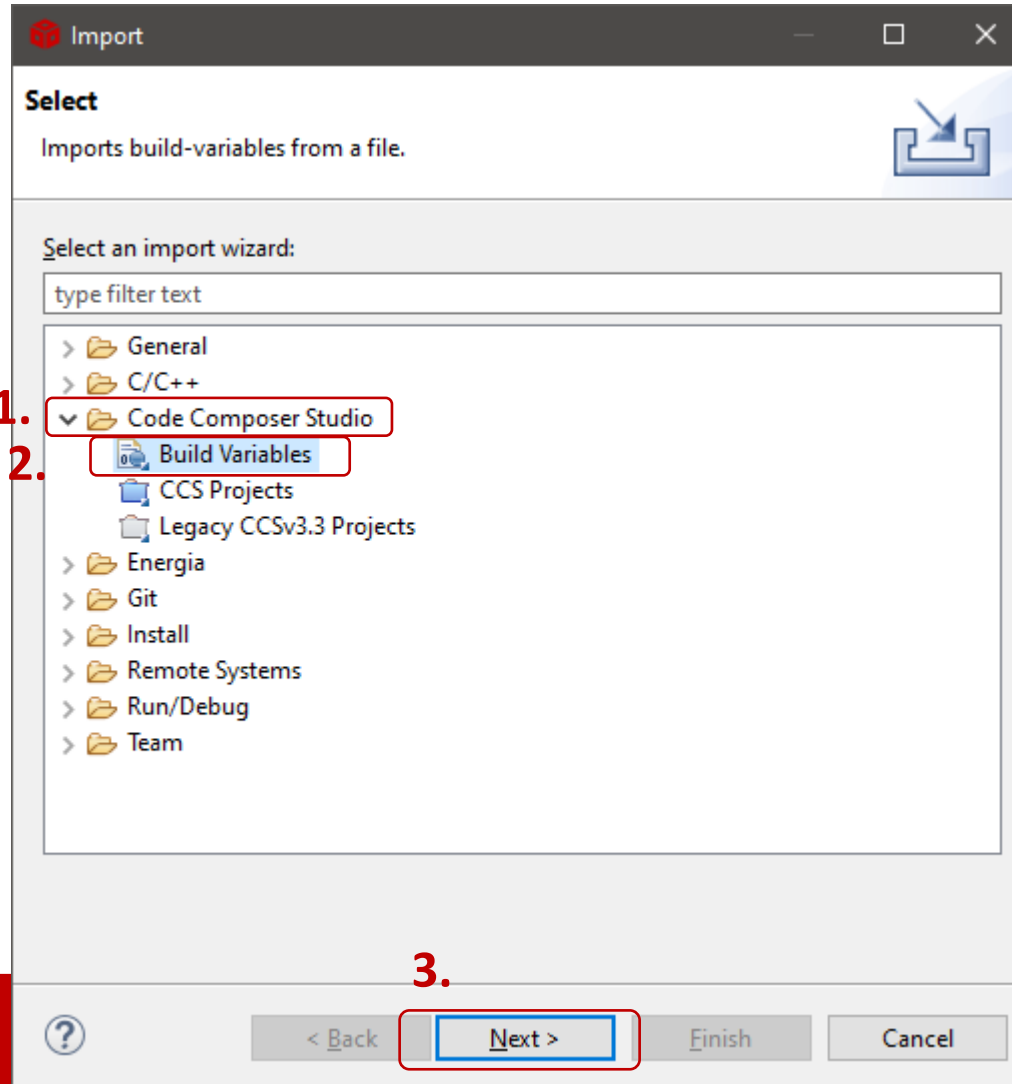 Import
Select
Imports build-variables from a file.
Select an import wizard:
type filter text
General
C/C++
1. Code Composer Studio
2. Build Variables
CCS Projects
Legacy CCSv3.3 Projects
Energia
Git
Install
Remote Systems
Run/Debug
Team
3.
? < Back Next > Finish Cancel